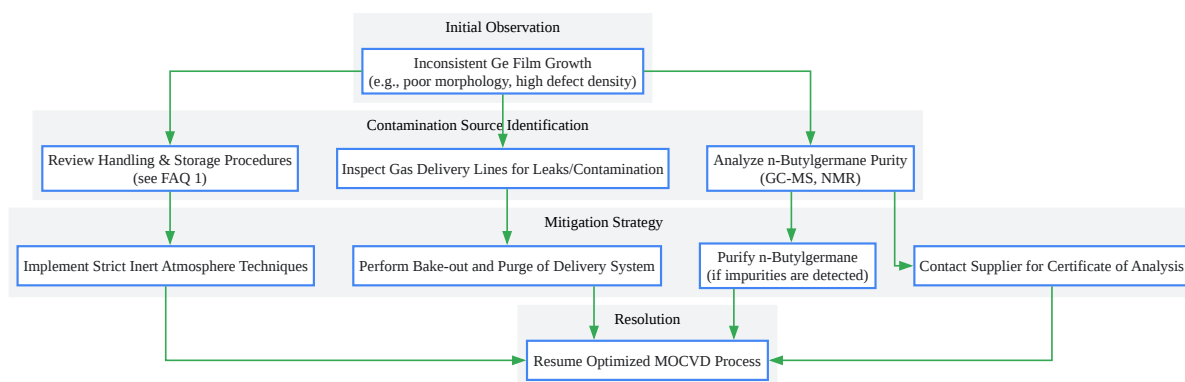 Initial Observation
Inconsistent Ge Film Growth
(e.g., poor morphology, high defect density)
Contamination Source Identification
Review Handling & Storage Procedures
(see FAQ 1)
Inspect Gas Delivery Lines for Leaks/Contamination
Analyze n-Butylgermane Purity
(GC-MS, NMR)
Mitigation Strategy
Implement Strict Inert Atmosphere Techniques
Perform Bake-out and Purge of Delivery System
Purify n-Butylgermane
(if impurities are detected)
Contact Supplier for Certificate of Analysis
Resolution
Resume Optimized MOCVD Process